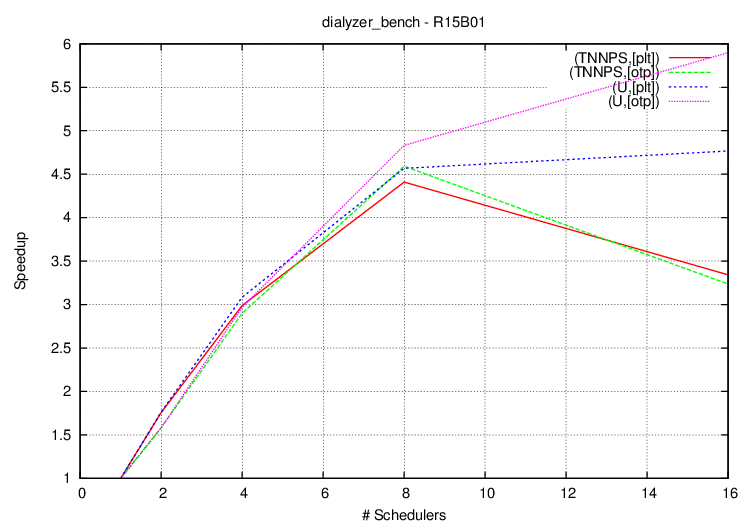 dialyzer_bench - R15B01
6
5.5
5
4.5
4
3.5
3
2.5
2
1.5
1
Speedup
(TNNPS,[plt])
(TNNPS,[otp])
(U,[plt])
(U,[otp])
0 2 4 6 8 10 12 14 16
# Schedulers